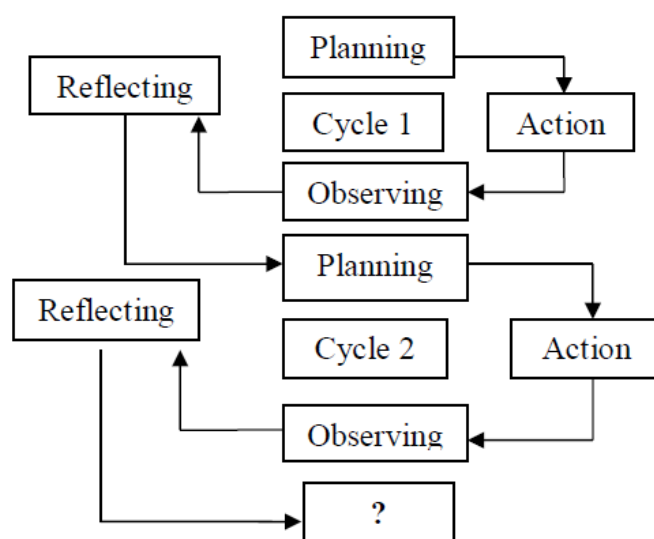 Planning
Reflecting
Cycle 1
Action
Observing
Planning
Reflecting
Cycle 2
Action
Observing
?